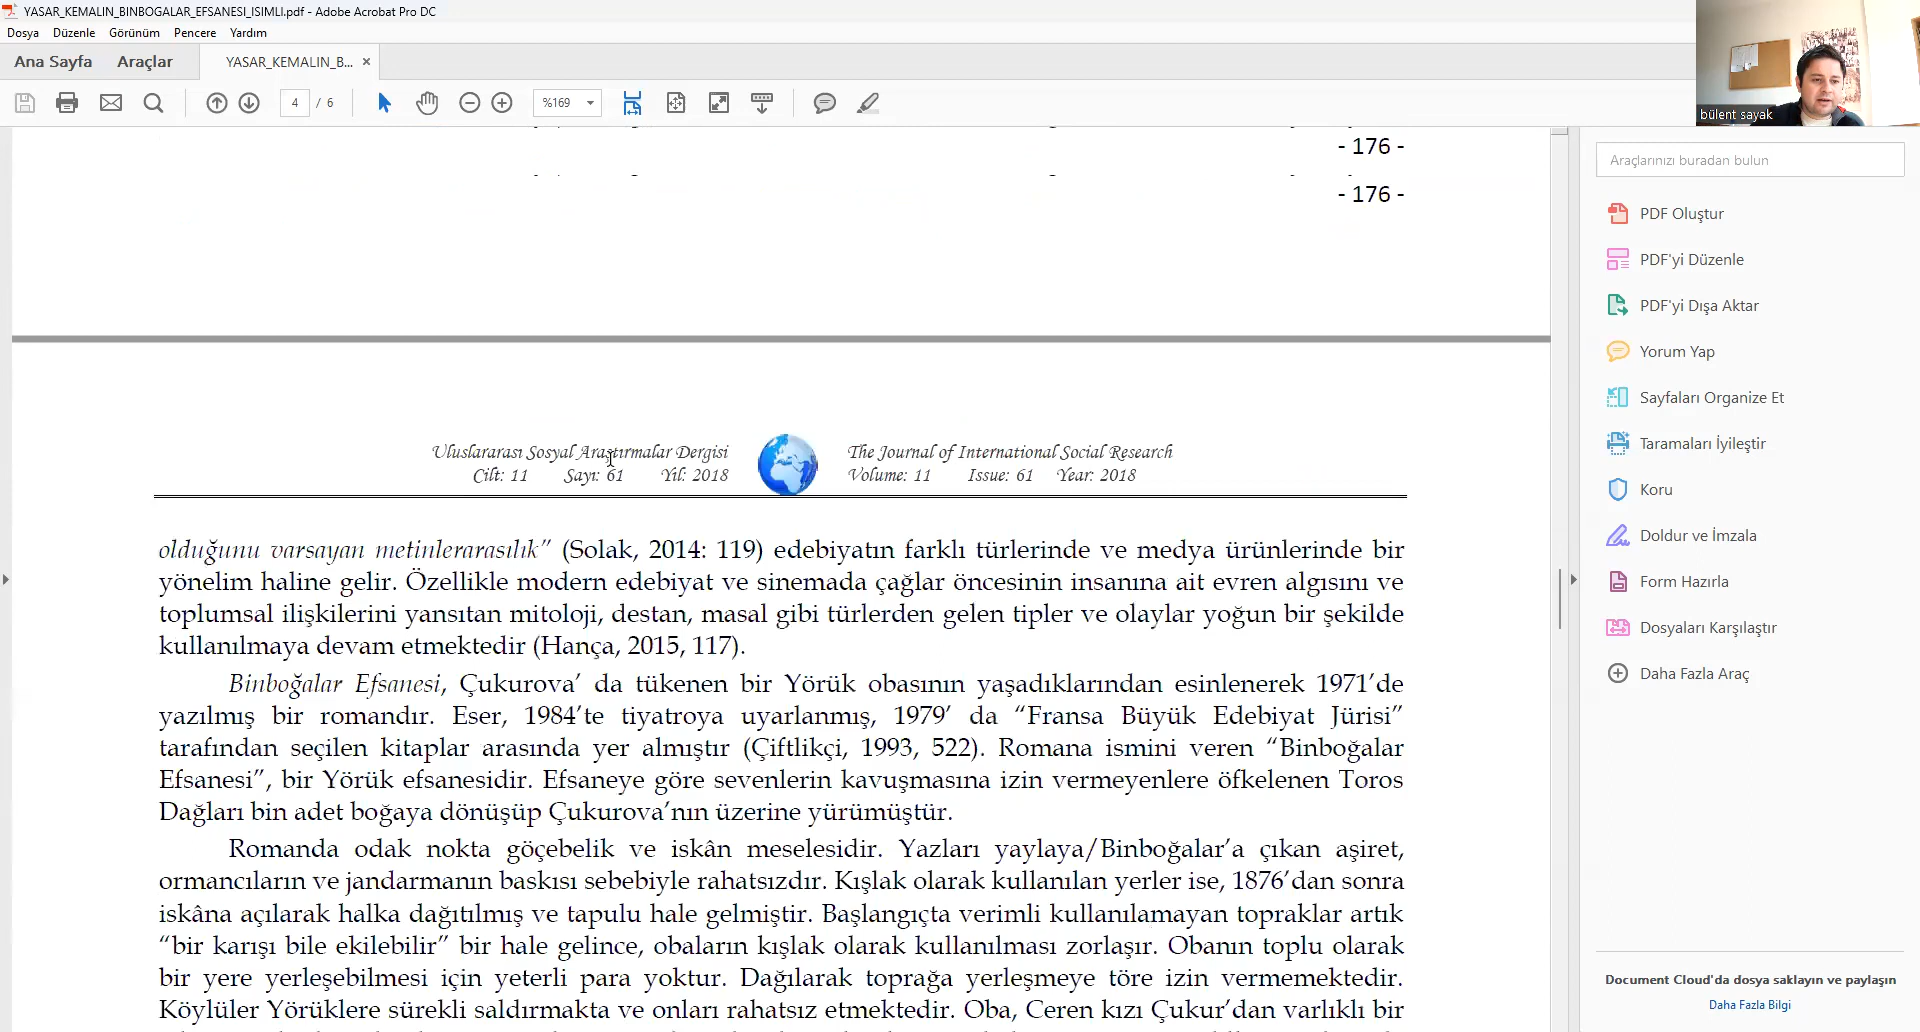 YASAR_KEMALIN_BINBOGALAR_EFSANESI_ISIMLI.pdf - Adobe Acrobat Pro DC
Dosya Düzenle Görünüm Pencere Yardım
Ana Sayfa Araçlar YASAR_KEMALIN_B... ×
4 / 6 %169
bülent sayak
- 176 -
- 176 -
Uluslararası Sosyal Araştırmalar Dergisi
Cilt: 11 Sayı: 61 Yıl: 2018
The Journal of International Social Research
Volume: 11 Issue: 61 Year: 2018
olduğunu varsayan metinlerarasılık” (Solak, 2014: 119) edebiyatın farklı türlerinde ve medya ürünlerinde bir
yönelim haline gelir. Özellikle modern edebiyat ve sinemada çağlar öncesinin insanına ait evren algısını ve
toplumsal ilişkilerini yansıtan mitoloji, destan, masal gibi türlerden gelen tipler ve olaylar yoğun bir şekilde
kullanılmaya devam etmektedir (Hança, 2015, 117).
Binboğalar Efsanesi, Çukurova’ da tükenen bir Yörük obasının yaşadıklarından esinlenerek 1971’de
yazılmış bir romandır. Eser, 1984’te tiyatroya uyarlanmış, 1979’ da “Fransa Büyük Edebiyat Jürisi”
tarafından seçilen kitaplar arasında yer almıştır (Çiftlikçi, 1993, 522). Romana ismini veren “Binboğalar
Efsanesi”, bir Yörük efsanesidir. Efsaneye göre sevenlerin kavuşmasına izin vermeyenlere öfkelenen Toros
Dağları bin adet boğaya dönüşüp Çukurova’nın üzerine yürümüştür.
Romanda odak nokta göçebelik ve iskân meselesidir. Yazları yaylaya/Binboğalar’a çıkan aşiret,
ormancıların ve jandarmanın baskısı sebebiyle rahatsızdır. Kışlak olarak kullanılan yerler ise, 1876’dan sonra
iskâna açılarak halka dağıtılmış ve tapulu hale gelmiştir. Başlangıçta verimli kullanılamayan topraklar artık
“bir karışı bile ekilebilir” bir hale gelince, obaların kışlak olarak kullanılması zorlaşır. Obanın toplu olarak
bir yere yerleşebilmesi için yeterli para yoktur. Dağılarak toprağa yerleşmeye töre izin vermemektedir.
Köylüler Yörüklere sürekli saldırmakta ve onları rahatsız etmektedir. Oba, Ceren kızı Çukur’dan varlıklı bir
Araçlarınızı buradan bulun
PDF Oluştur
PDF'yi Düzenle
PDF'yi Dışa Aktar
Yorum Yap
Sayfaları Organize Et
Taramaları İyileştir
Koru
Doldur ve İmzala
Form Hazırla
Dosyaları Karşılaştır
Daha Fazla Araç
Document Cloud'da dosya saklayın ve paylaşın
Daha Fazla Bilgi